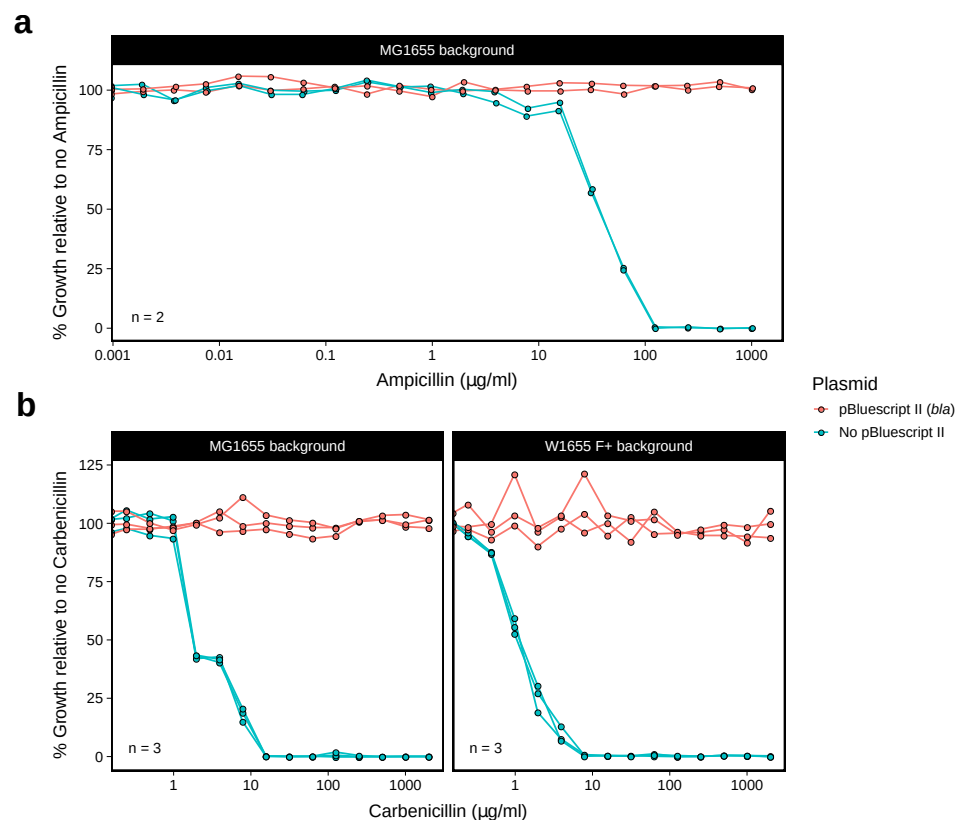 a
MG1655 background
% Growth relative to no Ampicillin
100
75
50
25
0
n = 2
0.001
0.01
0.1
1
10
100
1000
Ampicillin (µg/ml)
Plasmid
pBluescript II (bla)
No pBluescript II
b
MG1655 background
W1655 F+ background
% Growth relative to no Carbenicillin
125
100
75
50
25
0
n = 3
n = 3
1
10
100
1000
1
10
100
1000
Carbenicillin (µg/ml)